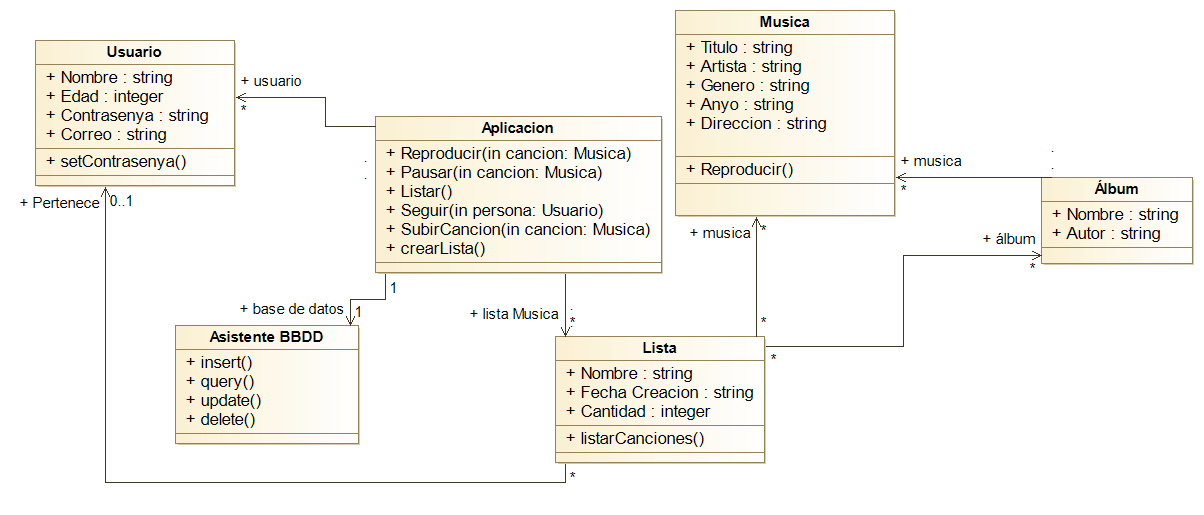 Usuario
+ Nombre : string
+ Edad : integer
+ Contrasenya : string
+ Correo : string
+ setContrasenya()
+ usuario
*
+ Pertenece
0..1
Aplicacion
+ Reproducir(in cancion: Musica)
+ Pausar(in cancion: Musica)
+ Listar()
+ Seguir(in persona: Usuario)
+ SubirCancion(in cancion: Musica)
+ crearLista()
Musica
+ Titulo : string
+ Artista : string
+ Genero : string
+ Anyo : string
+ Direccion : string
+ Reproducir()
+ musica
*
Álbum
+ Nombre : string
+ Autor : string
+ musica
*
+ álbum
*
1
+ base de datos
1
+ lista Musica
*
*
Asistente BBDD
+ insert()
+ query()
+ update()
+ delete()
Lista
+ Nombre : string
+ Fecha Creacion : string
+ Cantidad : integer
+ listarCanciones()
*
*